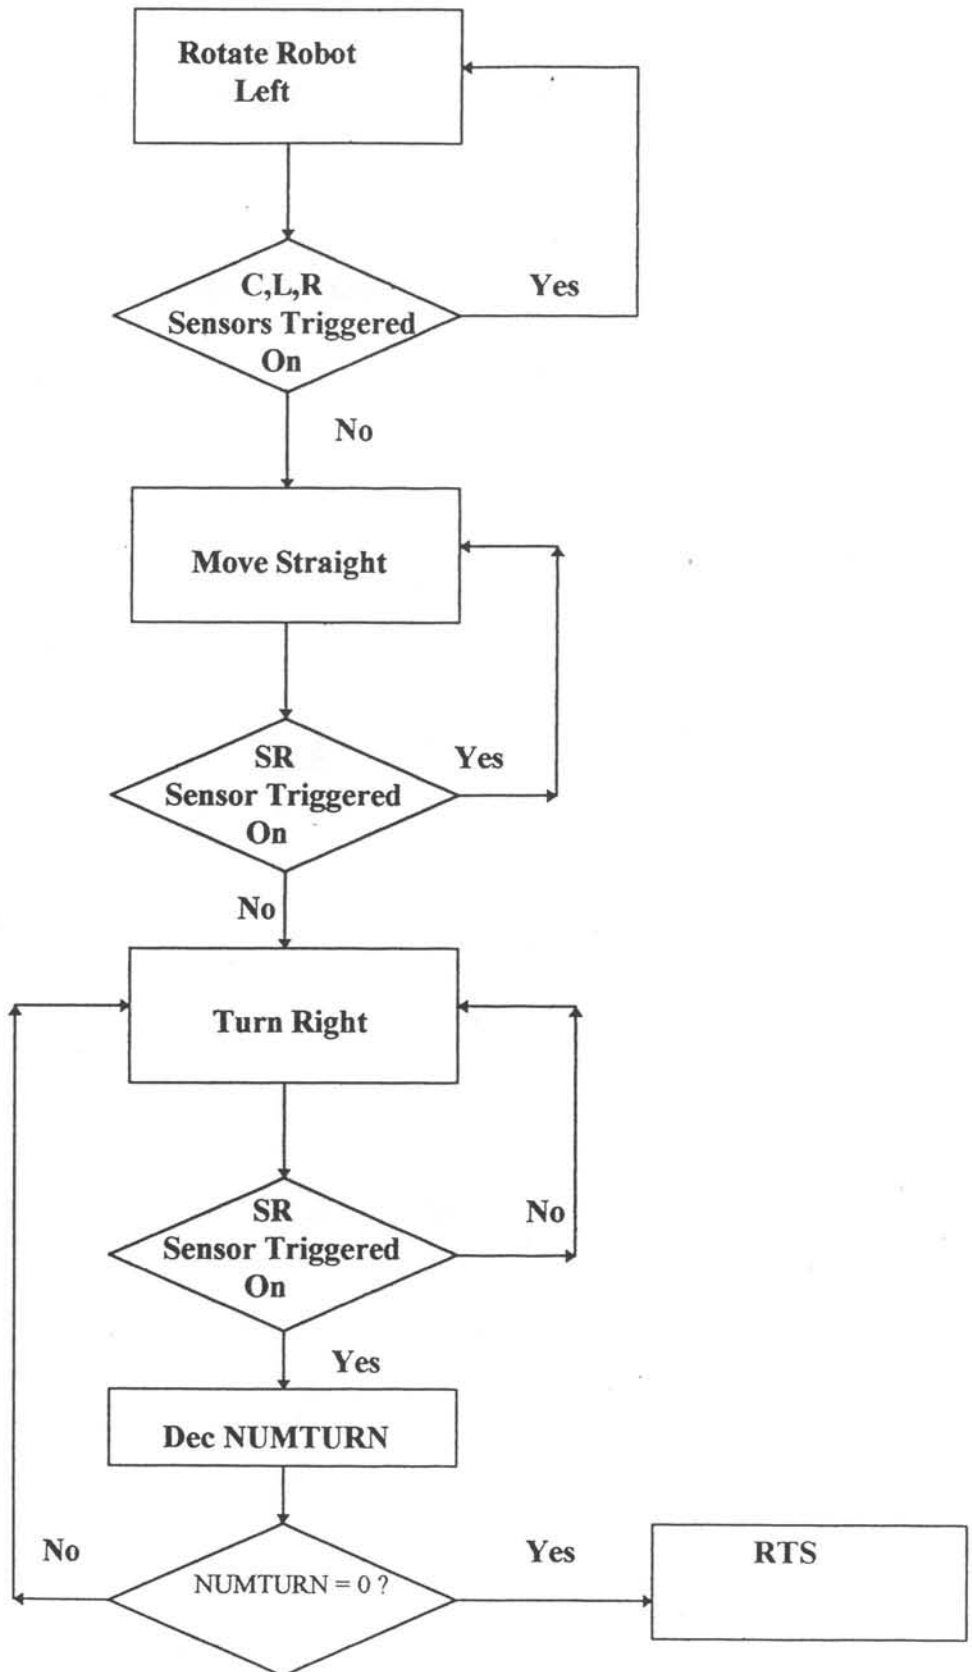 Rotate Robot
Left
C,L,R
Sensors Triggered
On
Yes
No
Move Straight
SR
Sensor Triggered
On
Yes
No
Turn Right
SR
Sensor Triggered
On
No
Yes
Dec NUMTURN
No
NUMTURN = 0 ?
Yes
RTS